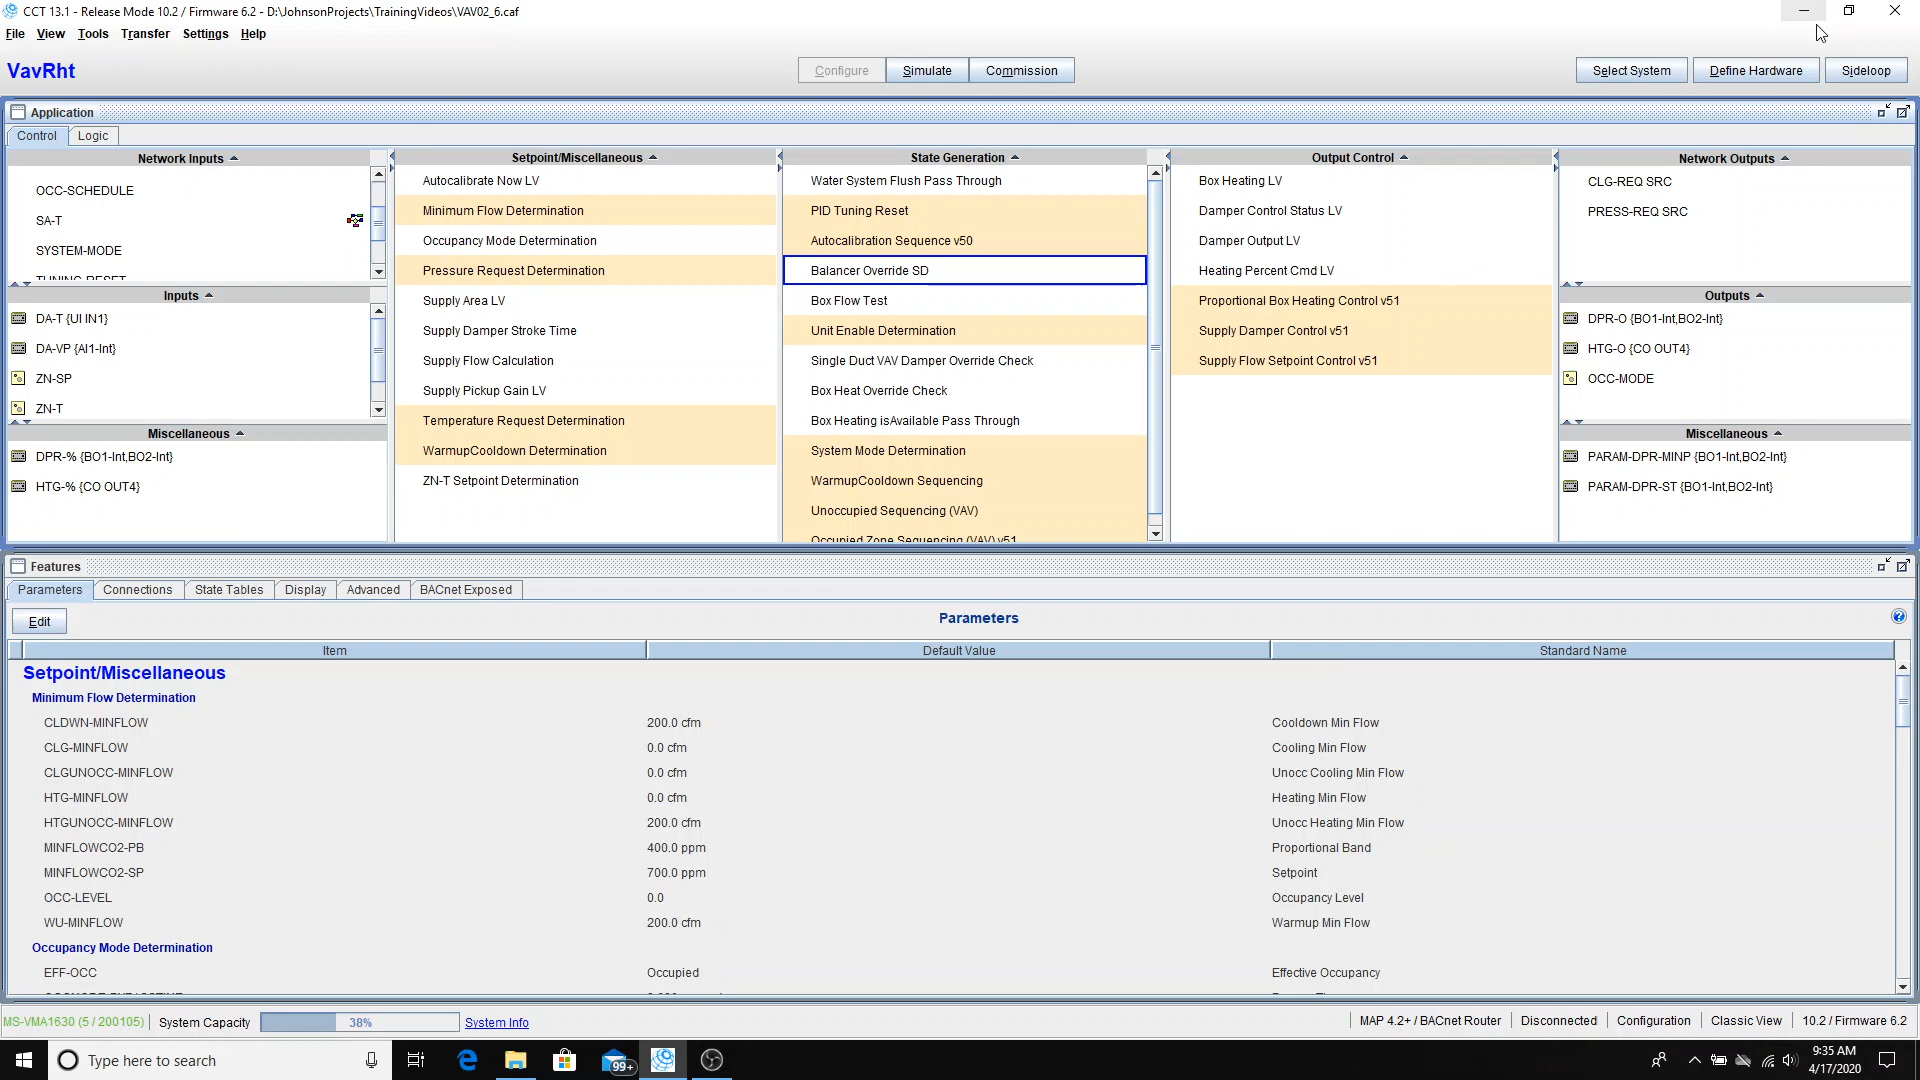 CCT 13.1 - Release Mode 10.2 / Firmware 6.2 - D:\JohnsonProjects\TrainingVideos\VAV02_6.caf
File View Tools Transfer Settings Help
VavRht
Configure Simulate Commission
Select System Define Hardware Sideloop
Application
Control Logic
Network Inputs
OCC-SCHEDULE
SA-T
SYSTEM-MODE
TUNING-RESET
Inputs
DA-T {UI IN1}
DA-VP {AI1-Int}
ZN-SP
ZN-T
Miscellaneous
DPR-% {BO1-Int,BO2-Int}
HTG-% {CO OUT4}
Setpoint/Miscellaneous
Autocalibrate Now LV
Minimum Flow Determination
Occupancy Mode Determination
Pressure Request Determination
Supply Area LV
Supply Damper Stroke Time
Supply Flow Calculation
Supply Pickup Gain LV
Temperature Request Determination
WarmupCooldown Determination
ZN-T Setpoint Determination
State Generation
Water System Flush Pass Through
PID Tuning Reset
Autocalibration Sequence v50
Balancer Override SD
Box Flow Test
Unit Enable Determination
Single Duct VAV Damper Override Check
Box Heat Override Check
Box Heating isAvailable Pass Through
System Mode Determination
WarmupCooldown Sequencing
Unoccupied Sequencing (VAV)
Occupied Zone Sequencing (VAV) v51
Output Control
Box Heating LV
Damper Control Status LV
Damper Output LV
Heating Percent Cmd LV
Proportional Box Heating Control v51
Supply Damper Control v51
Supply Flow Setpoint Control v51
Network Outputs
CLG-REQ SRC
PRESS-REQ SRC
Outputs
DPR-O {BO1-Int,BO2-Int}
HTG-O {CO OUT4}
OCC-MODE
Miscellaneous
PARAM-DPR-MINP {BO1-Int,BO2-Int}
PARAM-DPR-ST {BO1-Int,BO2-Int}
Features
Parameters Connections State Tables Display Advanced BACnet Exposed
Edit Parameters
Item Default Value Standard Name
Setpoint/Miscellaneous
Minimum Flow Determination
CLDWN-MINFLOW 200.0 cfm Cooldown Min Flow
CLG-MINFLOW 0.0 cfm Cooling Min Flow
CLGUNOCC-MINFLOW 0.0 cfm Unocc Cooling Min Flow
HTG-MINFLOW 0.0 cfm Heating Min Flow
HTGUNOCC-MINFLOW 200.0 cfm Unocc Heating Min Flow
MINFLOWCO2-PB 400.0 ppm Proportional Band
MINFLOWCO2-SP 700.0 ppm Setpoint
OCC-LEVEL 0.0 Occupancy Level
WU-MINFLOW 200.0 cfm Warmup Min Flow
Occupancy Mode Determination
EFF-OCC Occupied Effective Occupancy
MS-VMA1630 (5 / 200105) System Capacity 38% System Info MAP 4.2+ / BACnet Router Disconnected Configuration Classic View 10.2 / Firmware 6.2
Type here to search 99+ 9:35 AM
4/17/2020